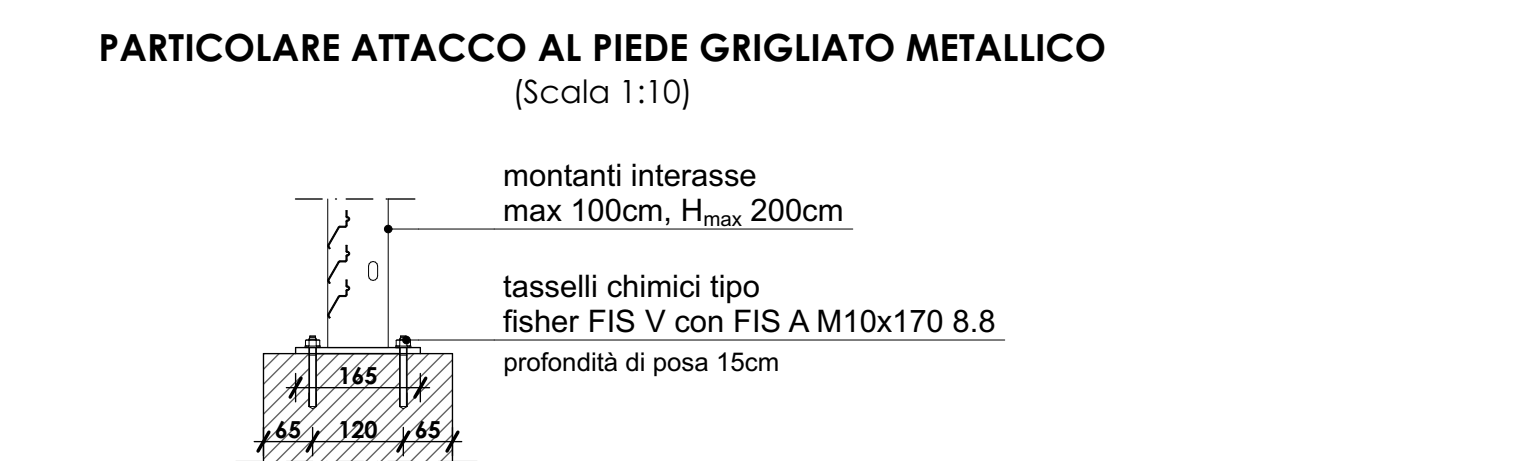 PARTICOLARE ATTACCO AL PIEDE GRIGLIATO METALLICO
(Scala 1:10)
montanti interasse
max 100cm, Hmax 200cm
tasselli chimici tipo
fisher FIS V con FIS A M10x170 8.8
profondità di posa 15cm
165
65 120 65